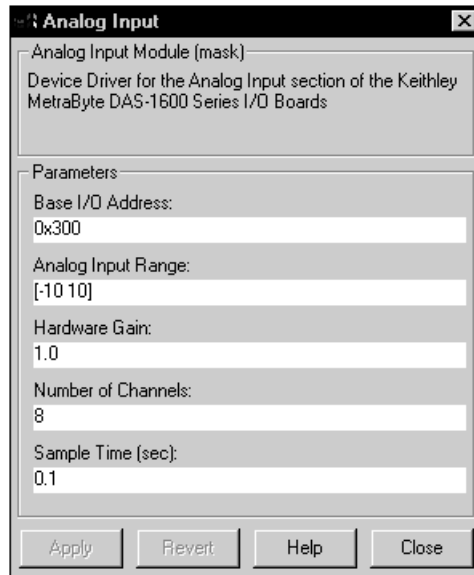 Analog Input
Analog Input Module (mask)
Device Driver for the Analog Input section of the Keithley
MetraByte DAS-1600 Series I/O Boards
Parameters
Base I/O Address:
0x300
Analog Input Range:
[-10 10]
Hardware Gain:
1.0
Number of Channels:
8
Sample Time (sec):
0.1
Apply Revert Help Close